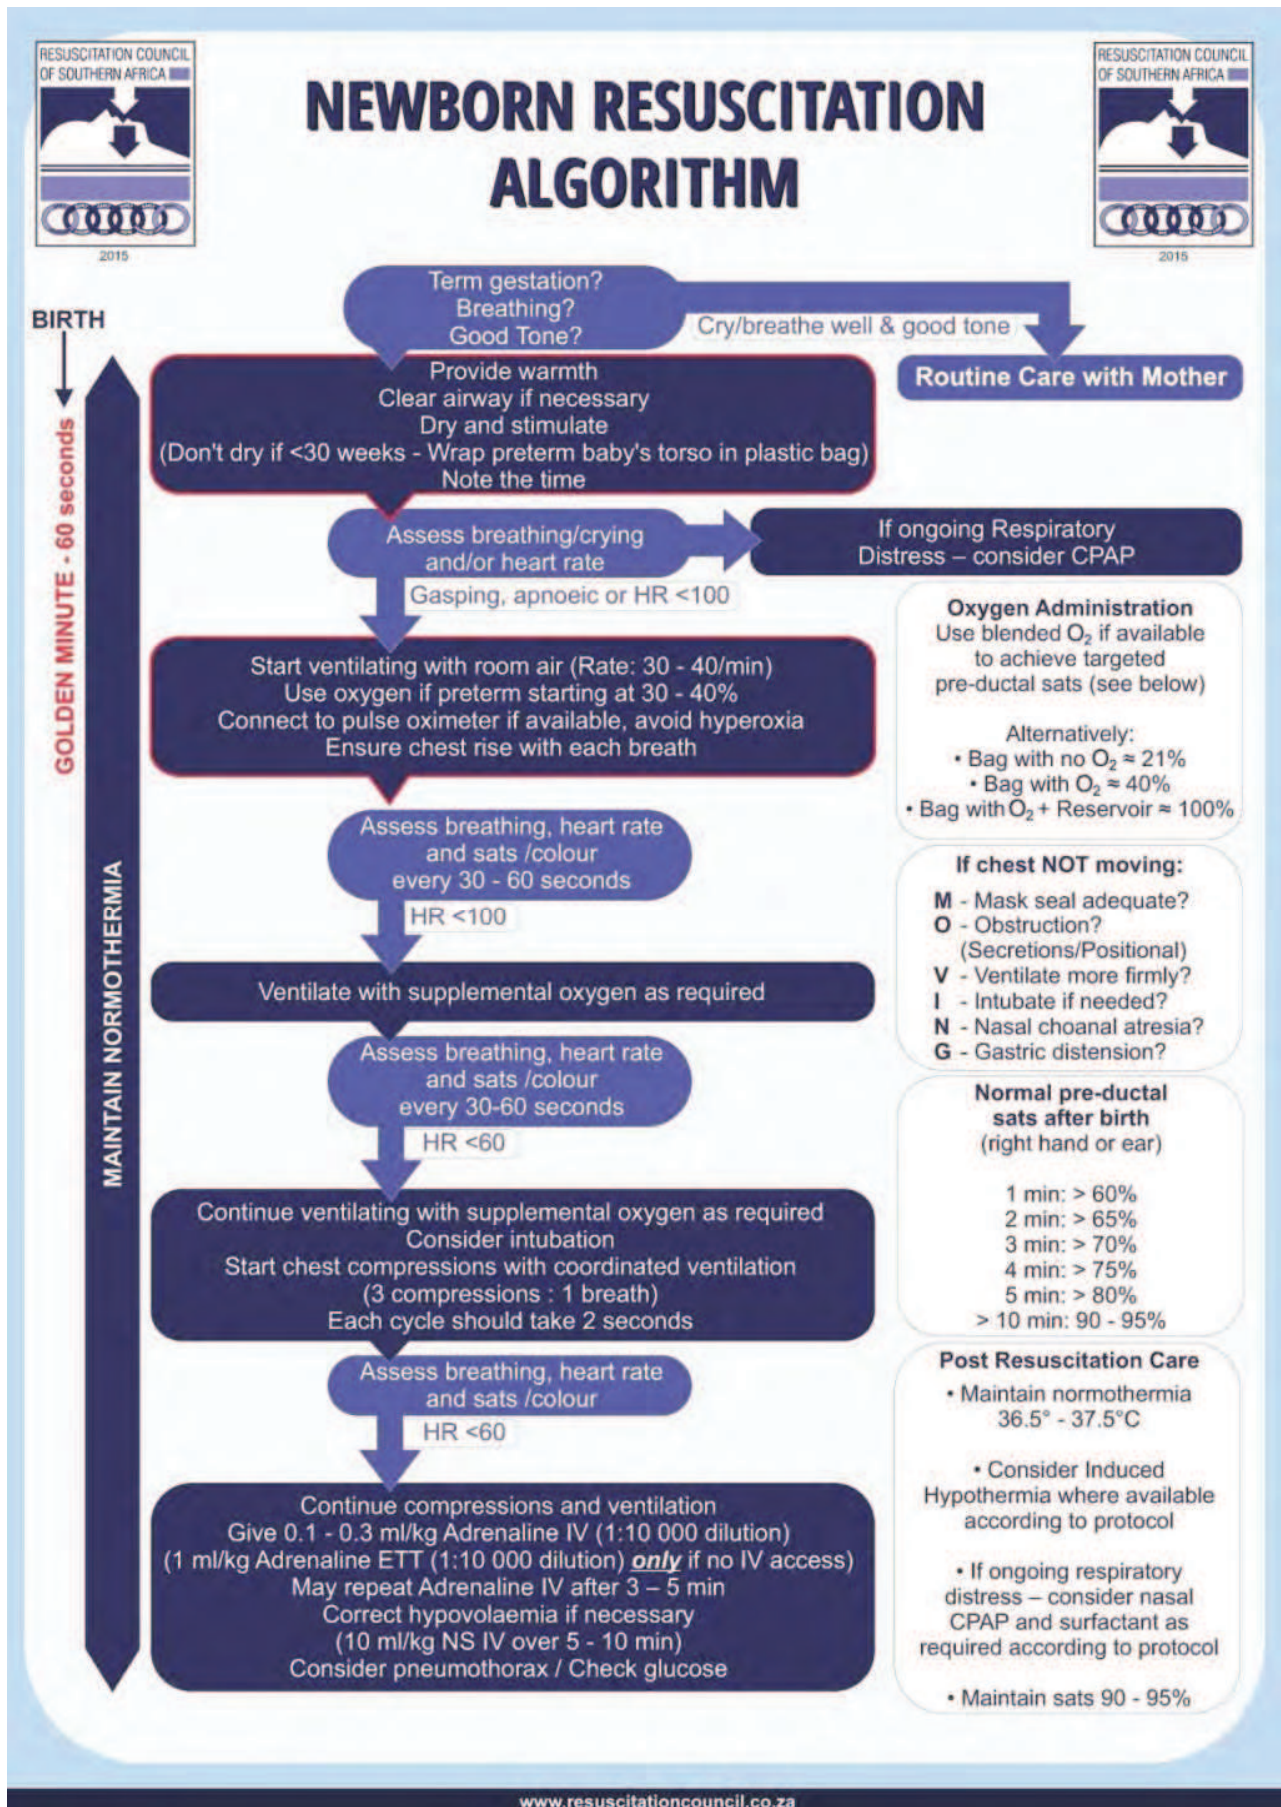 RESUSCITATION COUNCIL
OF SOUTHERN AFRICA
2015
NEWBORN RESUSCITATION
ALGORITHM
RESUSCITATION COUNCIL
OF SOUTHERN AFRICA
2015
BIRTH
GOLDEN MINUTE - 60 seconds
MAINTAIN NORMOTHERMIA
Term gestation?
Breathing?
Good Tone?
Cry/breathe well & good tone
Routine Care with Mother
Provide warmth
Clear airway if necessary
Dry and stimulate
(Don't dry if <30 weeks - Wrap preterm baby's torso in plastic bag)
Note the time
Assess breathing/crying
and/or heart rate
If ongoing Respiratory
Distress – consider CPAP
Gasping, apnoeic or HR <100
Start ventilating with room air (Rate: 30 - 40/min)
Use oxygen if preterm starting at 30 - 40%
Connect to pulse oximeter if available, avoid hyperoxia
Ensure chest rise with each breath
Assess breathing, heart rate
and sats /colour
every 30 - 60 seconds
HR <100
Ventilate with supplemental oxygen as required
Assess breathing, heart rate
and sats /colour
every 30-60 seconds
HR <60
Continue ventilating with supplemental oxygen as required
Consider intubation
Start chest compressions with coordinated ventilation
(3 compressions : 1 breath)
Each cycle should take 2 seconds
Assess breathing, heart rate
and sats /colour
HR <60
Continue compressions and ventilation
Give 0.1 - 0.3 ml/kg Adrenaline IV (1:10 000 dilution)
(1 ml/kg Adrenaline ETT (1:10 000 dilution) only if no IV access)
May repeat Adrenaline IV after 3 – 5 min
Correct hypovolaemia if necessary
(10 ml/kg NS IV over 5 - 10 min)
Consider pneumothorax / Check glucose
Oxygen Administration
Use blended O₂ if available
to achieve targeted
pre-ductal sats (see below)
Alternatively:
• Bag with no O₂ ≈ 21%
• Bag with O₂ ≈ 40%
• Bag with O₂ + Reservoir ≈ 100%
If chest NOT moving:
M - Mask seal adequate?
O - Obstruction?
(Secretions/Positional)
V - Ventilate more firmly?
I - Intubate if needed?
N - Nasal choanal atresia?
G - Gastric distension?
Normal pre-ductal
sats after birth
(right hand or ear)
1 min: > 60%
2 min: > 65%
3 min: > 70%
4 min: > 75%
5 min: > 80%
> 10 min: 90 - 95%
Post Resuscitation Care
• Maintain normothermia
36.5° - 37.5°C
• Consider Induced
Hypothermia where available
according to protocol
• If ongoing respiratory
distress – consider nasal
CPAP and surfactant as
required according to protocol
• Maintain sats 90 - 95%
www.resuscitationcouncil.co.za